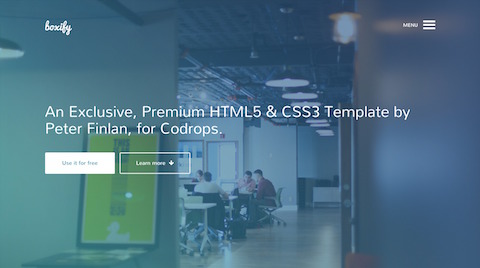 boxify
MENU
An Exclusive, Premium HTML5 & CSS3 Template by
Peter Finlan, for Codrops.
Use it for free
Learn more